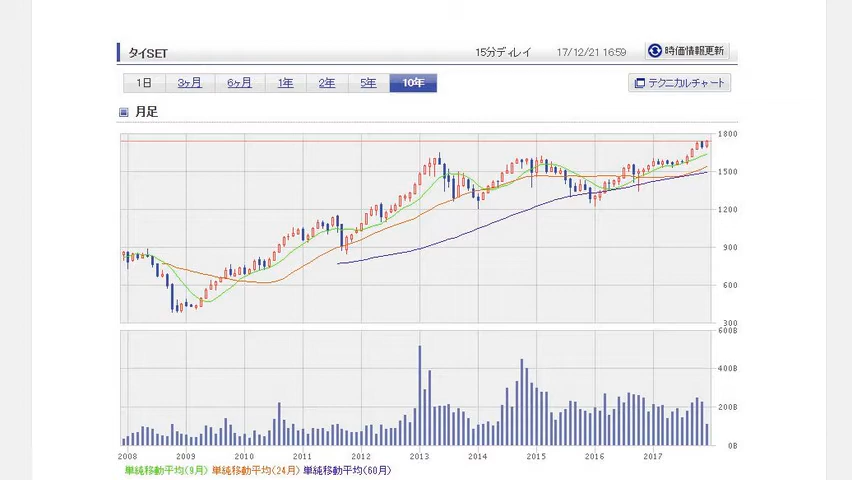 タイSET 15分ディレイ 17/12/21 16:59 時価情報更新
1日 3ヶ月 6ヶ月 1年 2年 5年 10年 テクニカルチャート
月足
1800
1500
1200
900
600
300
600B
400B
200B
0B
2008 2009 2010 2011 2012 2013 2014 2015 2016 2017
単純移動平均(9月) 単純移動平均(24月) 単純移動平均(60月)